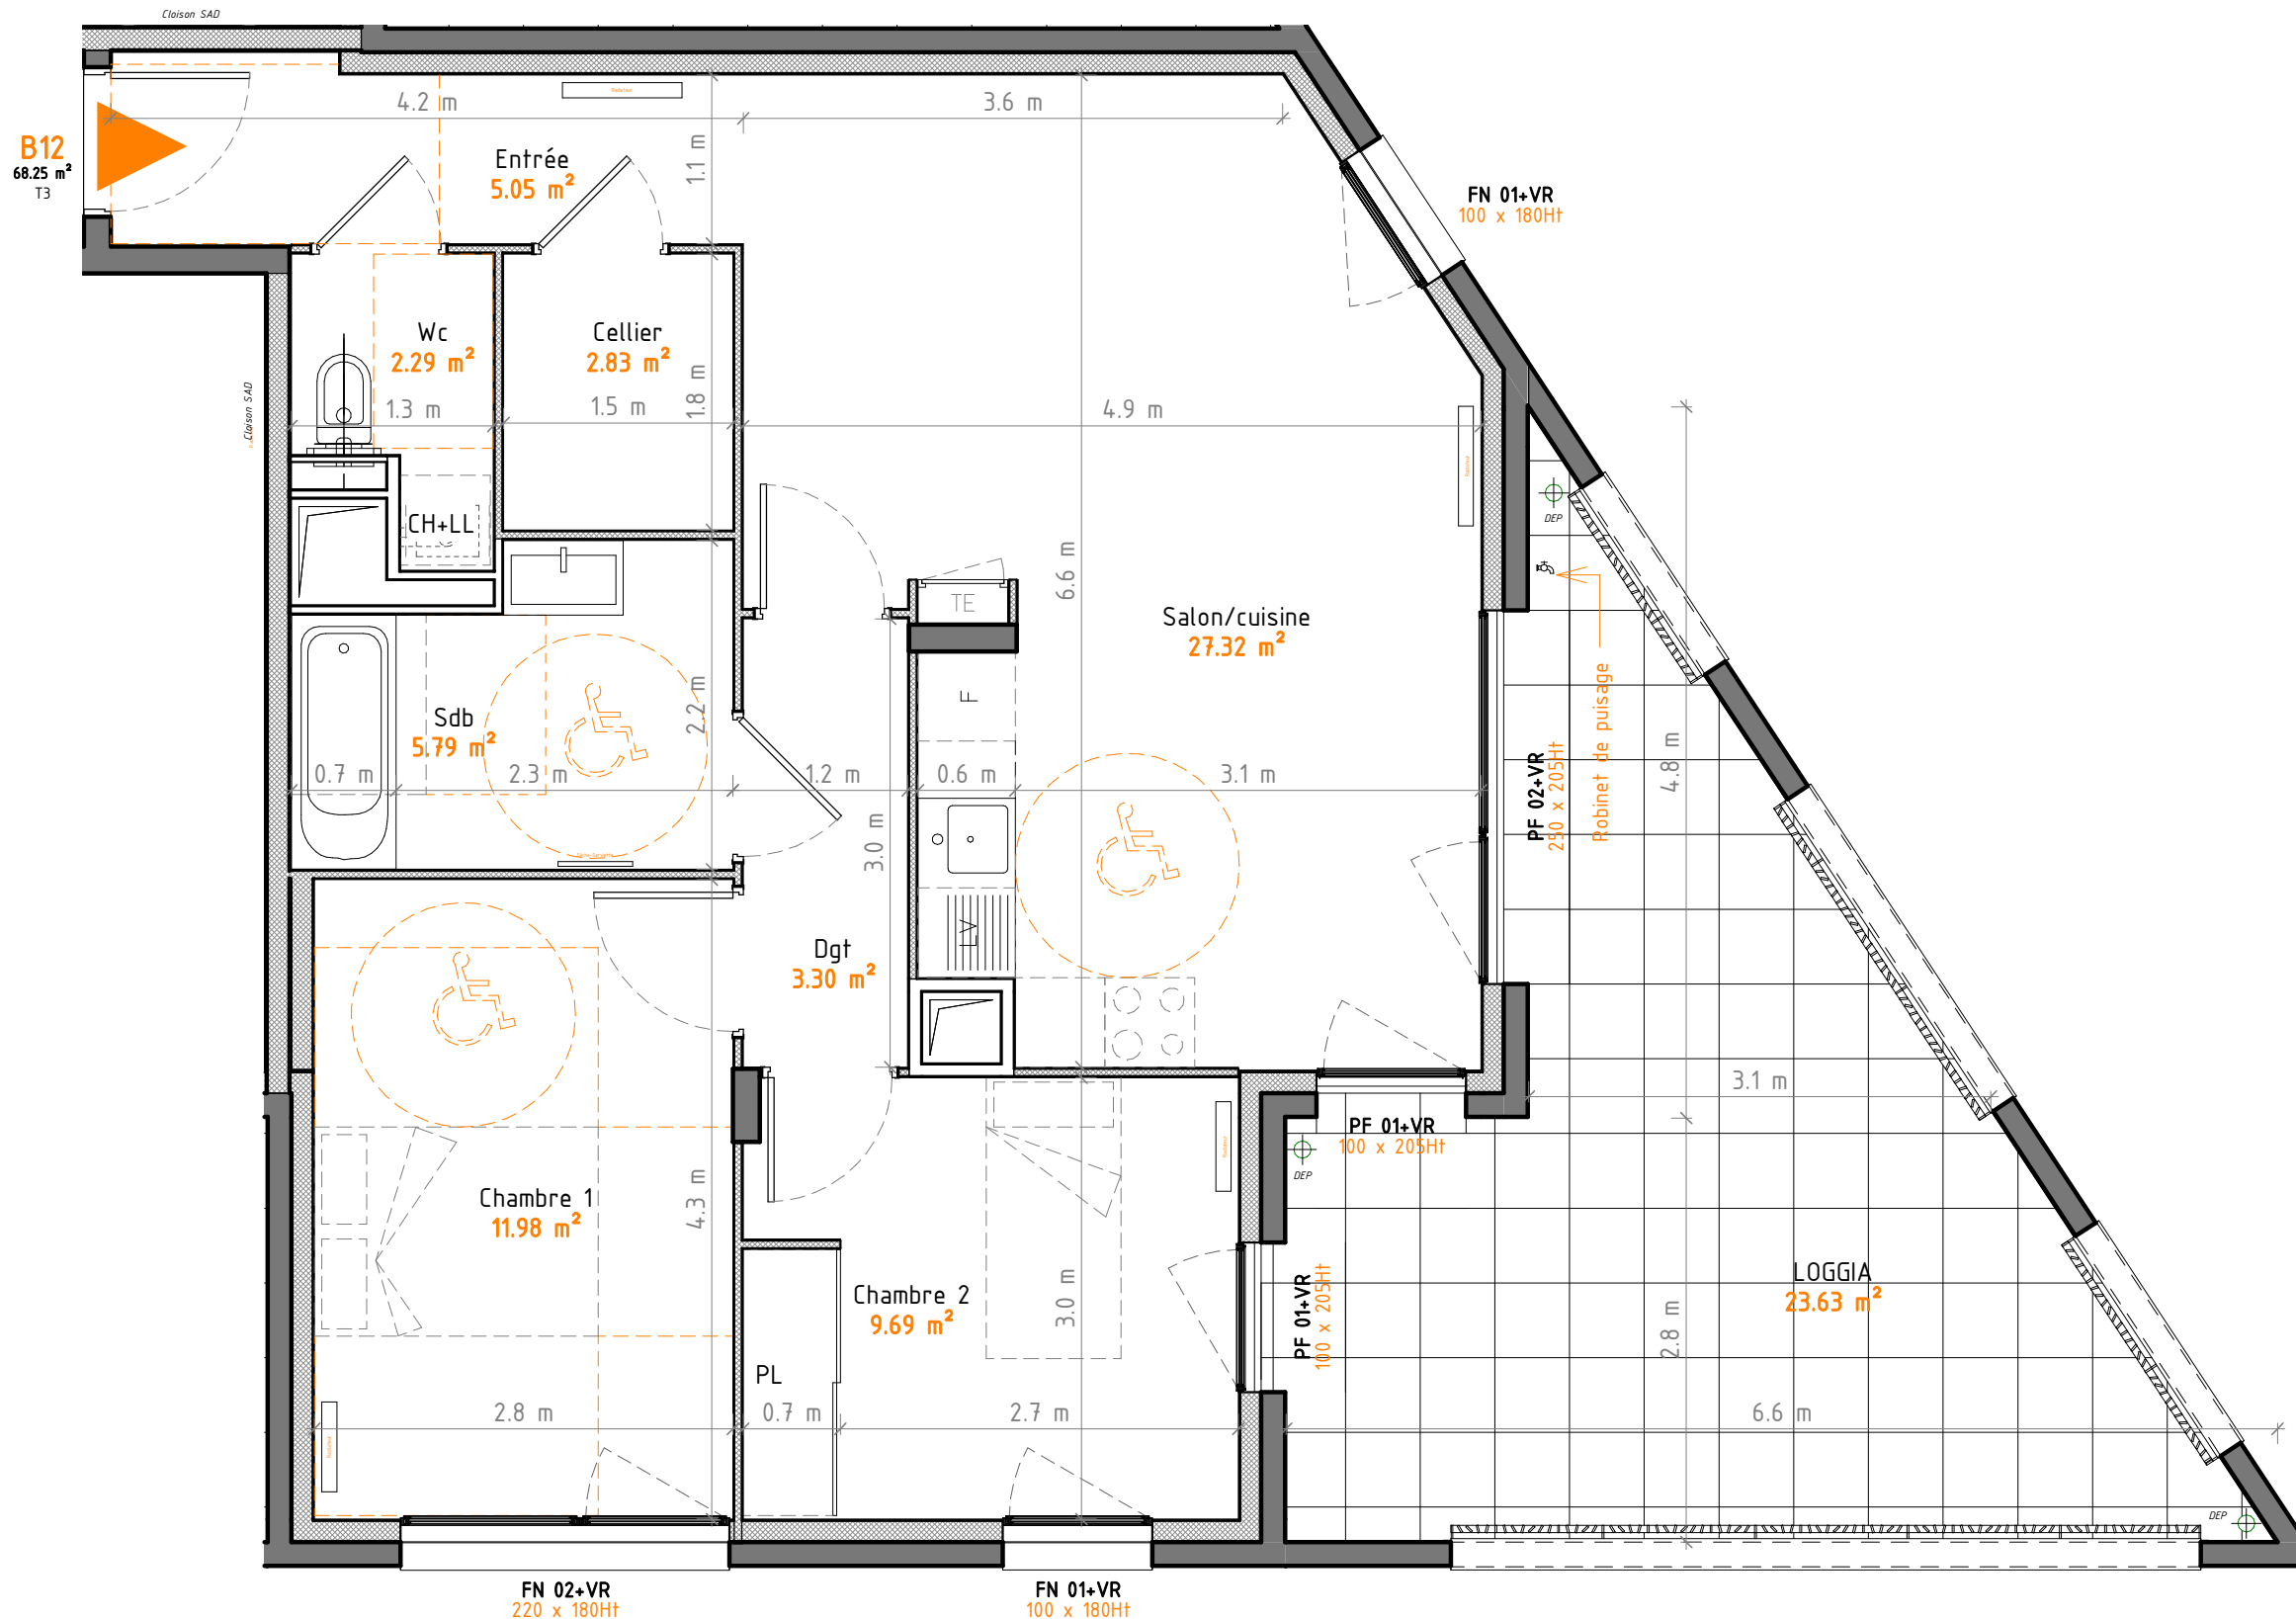 Cloison SAD
4.2 m
3.6 m
B12
68.25 m²
T3
Entrée
5.05 m²
1.1 m
FN 01+VR
100 x 180Ht
Wc
2.29 m²
Cellier
2.83 m²
Cloison SAD
1.3 m
1.5 m
1.8 m
4.9 m
CH+LL
DEP
TE
6.6 m
Salon/cuisine
27.32 m²
Robinet de puisage
F
Sdb
5.79 m²
2.2 m
4.8 m
PF 02+VR
250 x 205Ht
0.7 m
2.3 m
1.2 m
0.6 m
3.1 m
3.0 m
LV
Dgt
3.30 m²
3.1 m
PF 01+VR
100 x 205Ht
DEP
Chambre 1
11.98 m²
4.3 m
Chambre 2
9.69 m²
3.0 m
PF 01+VR
100 x 205Ht
LOGGIA
23.63 m²
2.8 m
PL
2.8 m
0.7 m
2.7 m
6.6 m
DEP
FN 02+VR
220 x 180Ht
FN 01+VR
100 x 180Ht